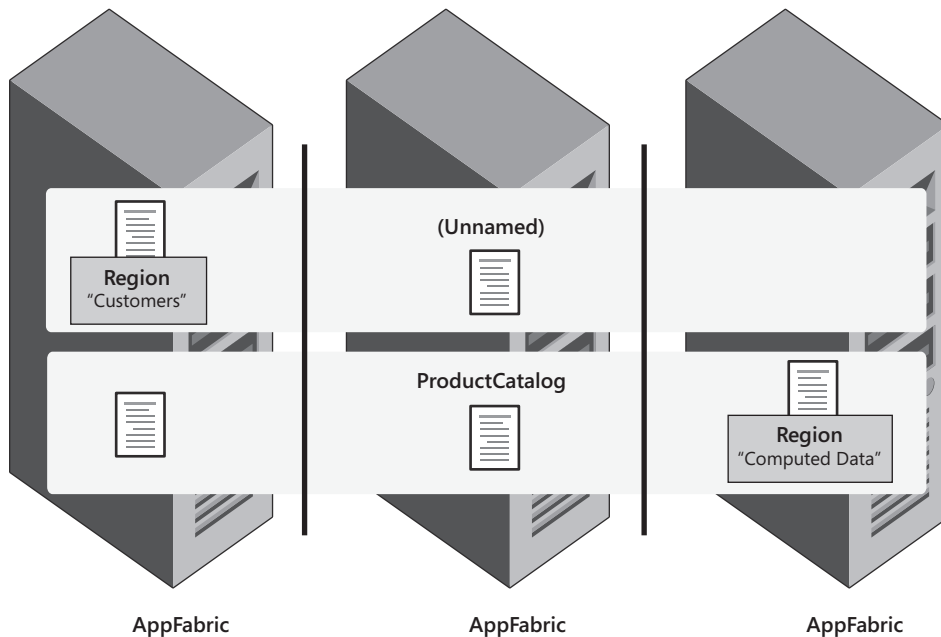 (Unnamed)
Region
“Customers”
ProductCatalog
Region
“Computed Data”
AppFabric
AppFabric
AppFabric